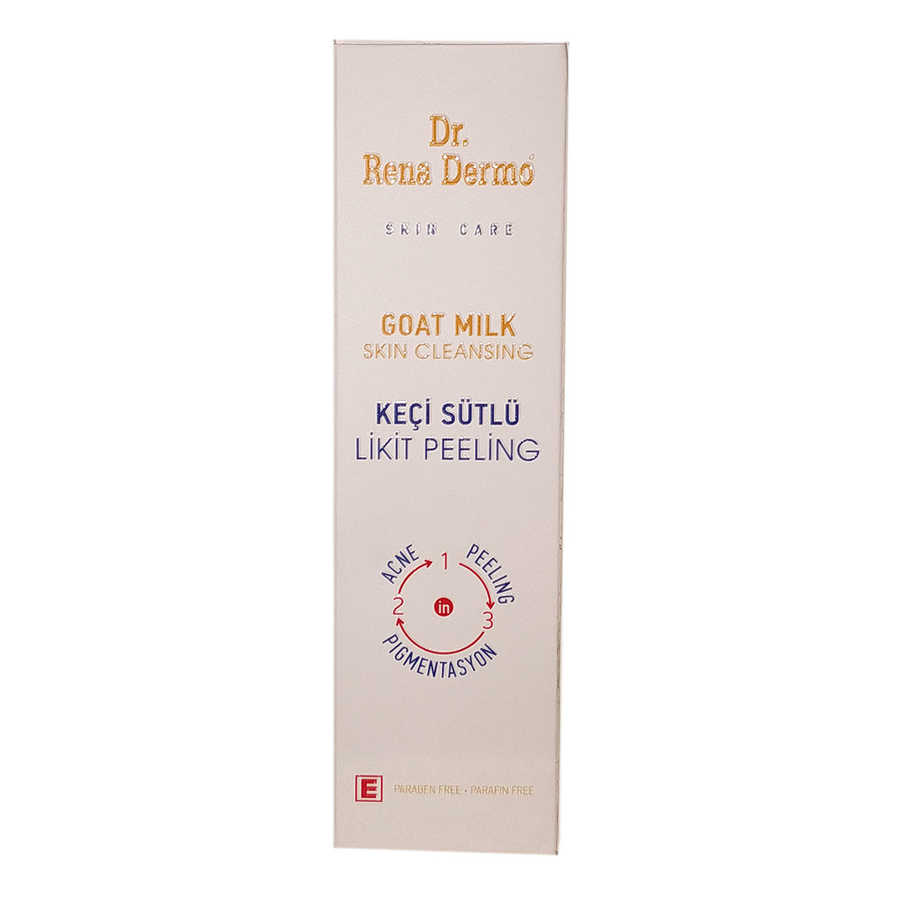 Dr.
Rena Dermo
SKIN CARE
GOAT MILK
SKIN CLEANSING
KEÇİ SÜTLÜ
LİKİT PEELİNG
ACNE
1
PEELING
2
in
3
PIGMENTASYON
E PARABEN FREE • PARAFIN FREE